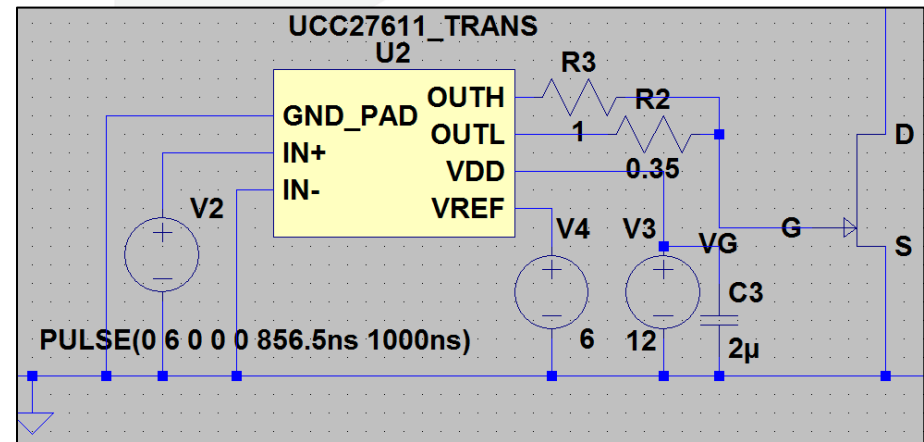 UCC27611_TRANS
U2
R3
R2
GND_PAD
OUTH
OUTL
1
D
IN+
VDD
0.35
IN-
VREF
V2
V4
V3
VG
G
S
C3
PULSE(0 6 0 0 0 856.5ns 1000ns)
6
12
2µ